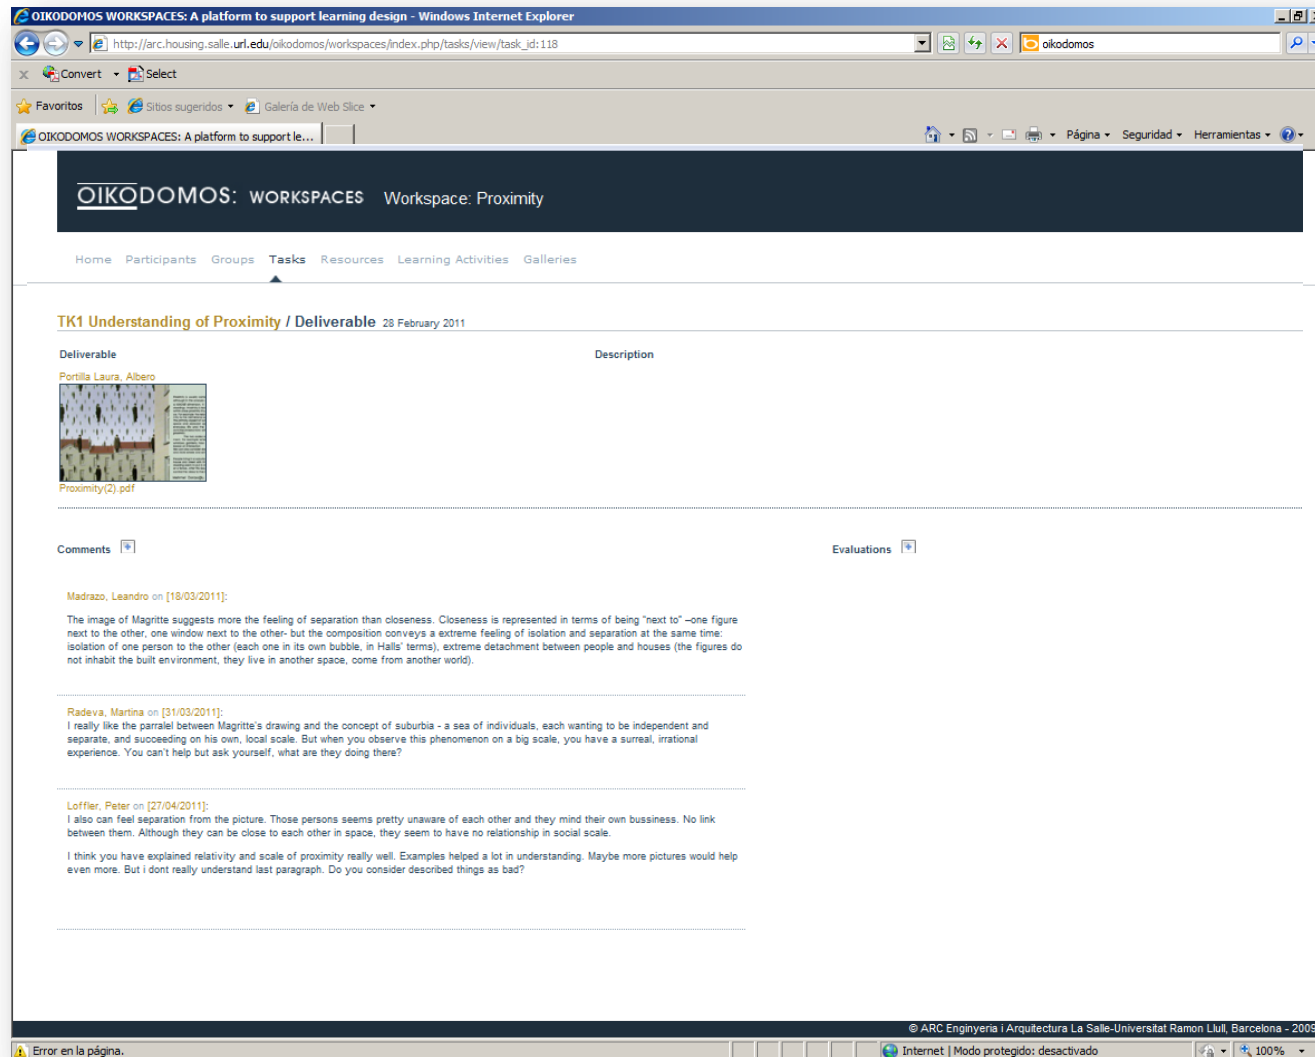 OIKODOMOS WORKSPACES: A platform to support learning design - Windows Internet Explorer
http://arc.housing.salle.url.edu/oikodomos/workspaces/index.php/tasks/view/task_id:118
oikodomos
x Convert Select
Favoritos Sitios sugeridos Galería de Web Slice
OIKODOMOS WORKSPACES: A platform to support le...
Página Seguridad Herramientas
OIKODOMOS: WORKSPACES Workspace: Proximity
Home Participants Groups Tasks Resources Learning Activities Galleries
TK1 Understanding of Proximity / Deliverable 28 February 2011
Deliverable Description
Portilla Laura, Albero
Proximity(2).pdf
Comments Evaluations
Madrazo, Leandro on [18/03/2011]:
The image of Magritte suggests more the feeling of separation than closeness. Closeness is represented in terms of being "next to" –one figure
next to the other, one window next to the other- but the composition conveys a extreme feeling of isolation and separation at the same time:
isolation of one person to the other (each one in its own bubble, in Halls' terms), extreme detachment between people and houses (the figures do
not inhabit the built environment, they live in another space, come from another world).
Radeva, Martina on [31/03/2011]:
I really like the parralel between Magritte's drawing and the concept of suburbia - a sea of individuals, each wanting to be independent and
separate, and succeeding on his own, local scale. But when you observe this phenomenon on a big scale, you have a surreal, irrational
experience. You can't help but ask yourself, what are they doing there?
Loffler, Peter on [27/04/2011]:
I also can feel separation from the picture. Those persons seems pretty unaware of each other and they mind their own bussiness. No link
between them. Although they can be close to each other in space, they seem to have no relationship in social scale.
I think you have explained relativity and scale of proximity really well. Examples helped a lot in understanding. Maybe more pictures would help
even more. But i dont really understand last paragraph. Do you consider described things as bad?
© ARC Enginyeria i Arquitectura La Salle-Universitat Ramon Llull, Barcelona - 2009
Error en la página. Internet | Modo protegido: desactivado 100%